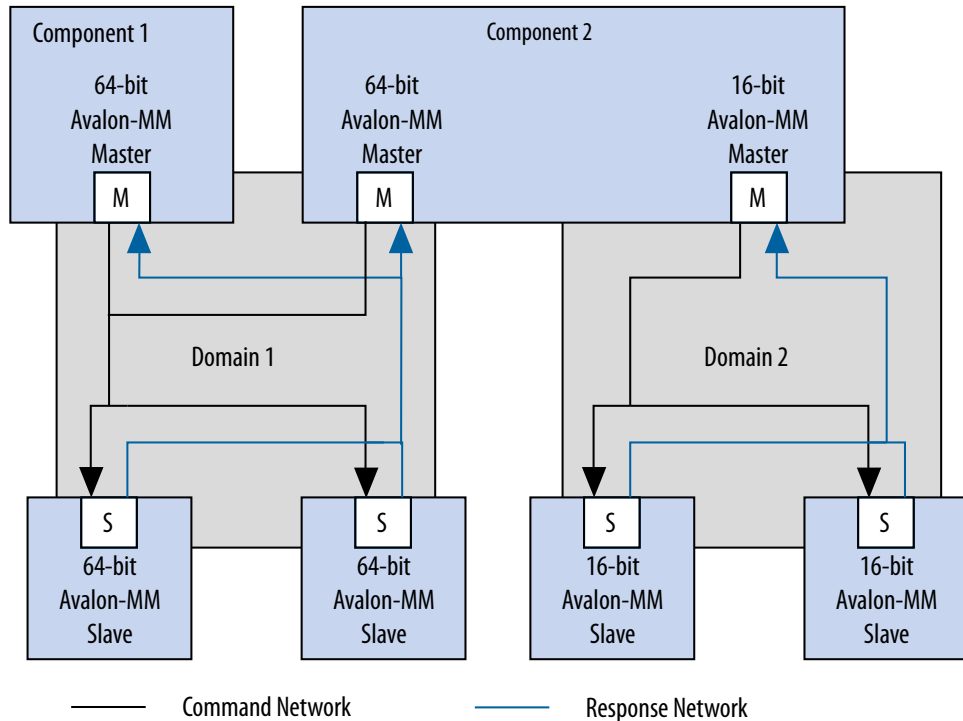 Component 1
64-bit
Avalon-MM
Master
M
Component 2
64-bit
Avalon-MM
Master
M
16-bit
Avalon-MM
Master
M
Domain 1
Domain 2
S
64-bit
Avalon-MM
Slave
S
64-bit
Avalon-MM
Slave
S
16-bit
Avalon-MM
Slave
S
16-bit
Avalon-MM
Slave
Command Network
Response Network